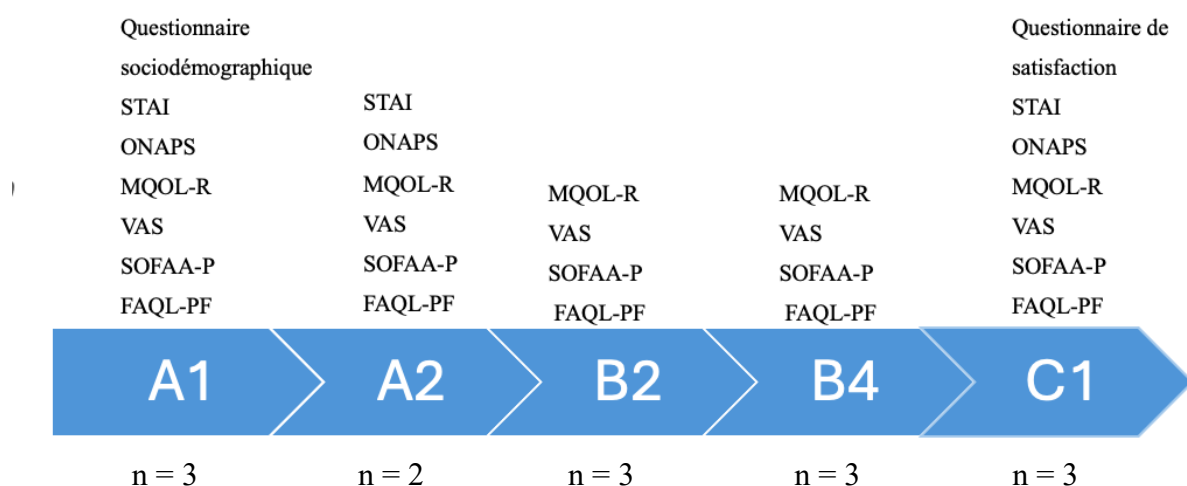 Questionnaire
sociodémographique
STAI
ONAPS
MQOL-R
VAS
SOFAA-P
FAQL-PF
STAI
ONAPS
MQOL-R
VAS
SOFAA-P
FAQL-PF
MQOL-R
VAS
SOFAA-P
FAQL-PF
MQOL-R
VAS
SOFAA-P
FAQL-PF
Questionnaire de
satisfaction
STAI
ONAPS
MQOL-R
VAS
SOFAA-P
FAQL-PF
A1
A2
B2
B4
C1
n = 3
n = 2
n = 3
n = 3
n = 3